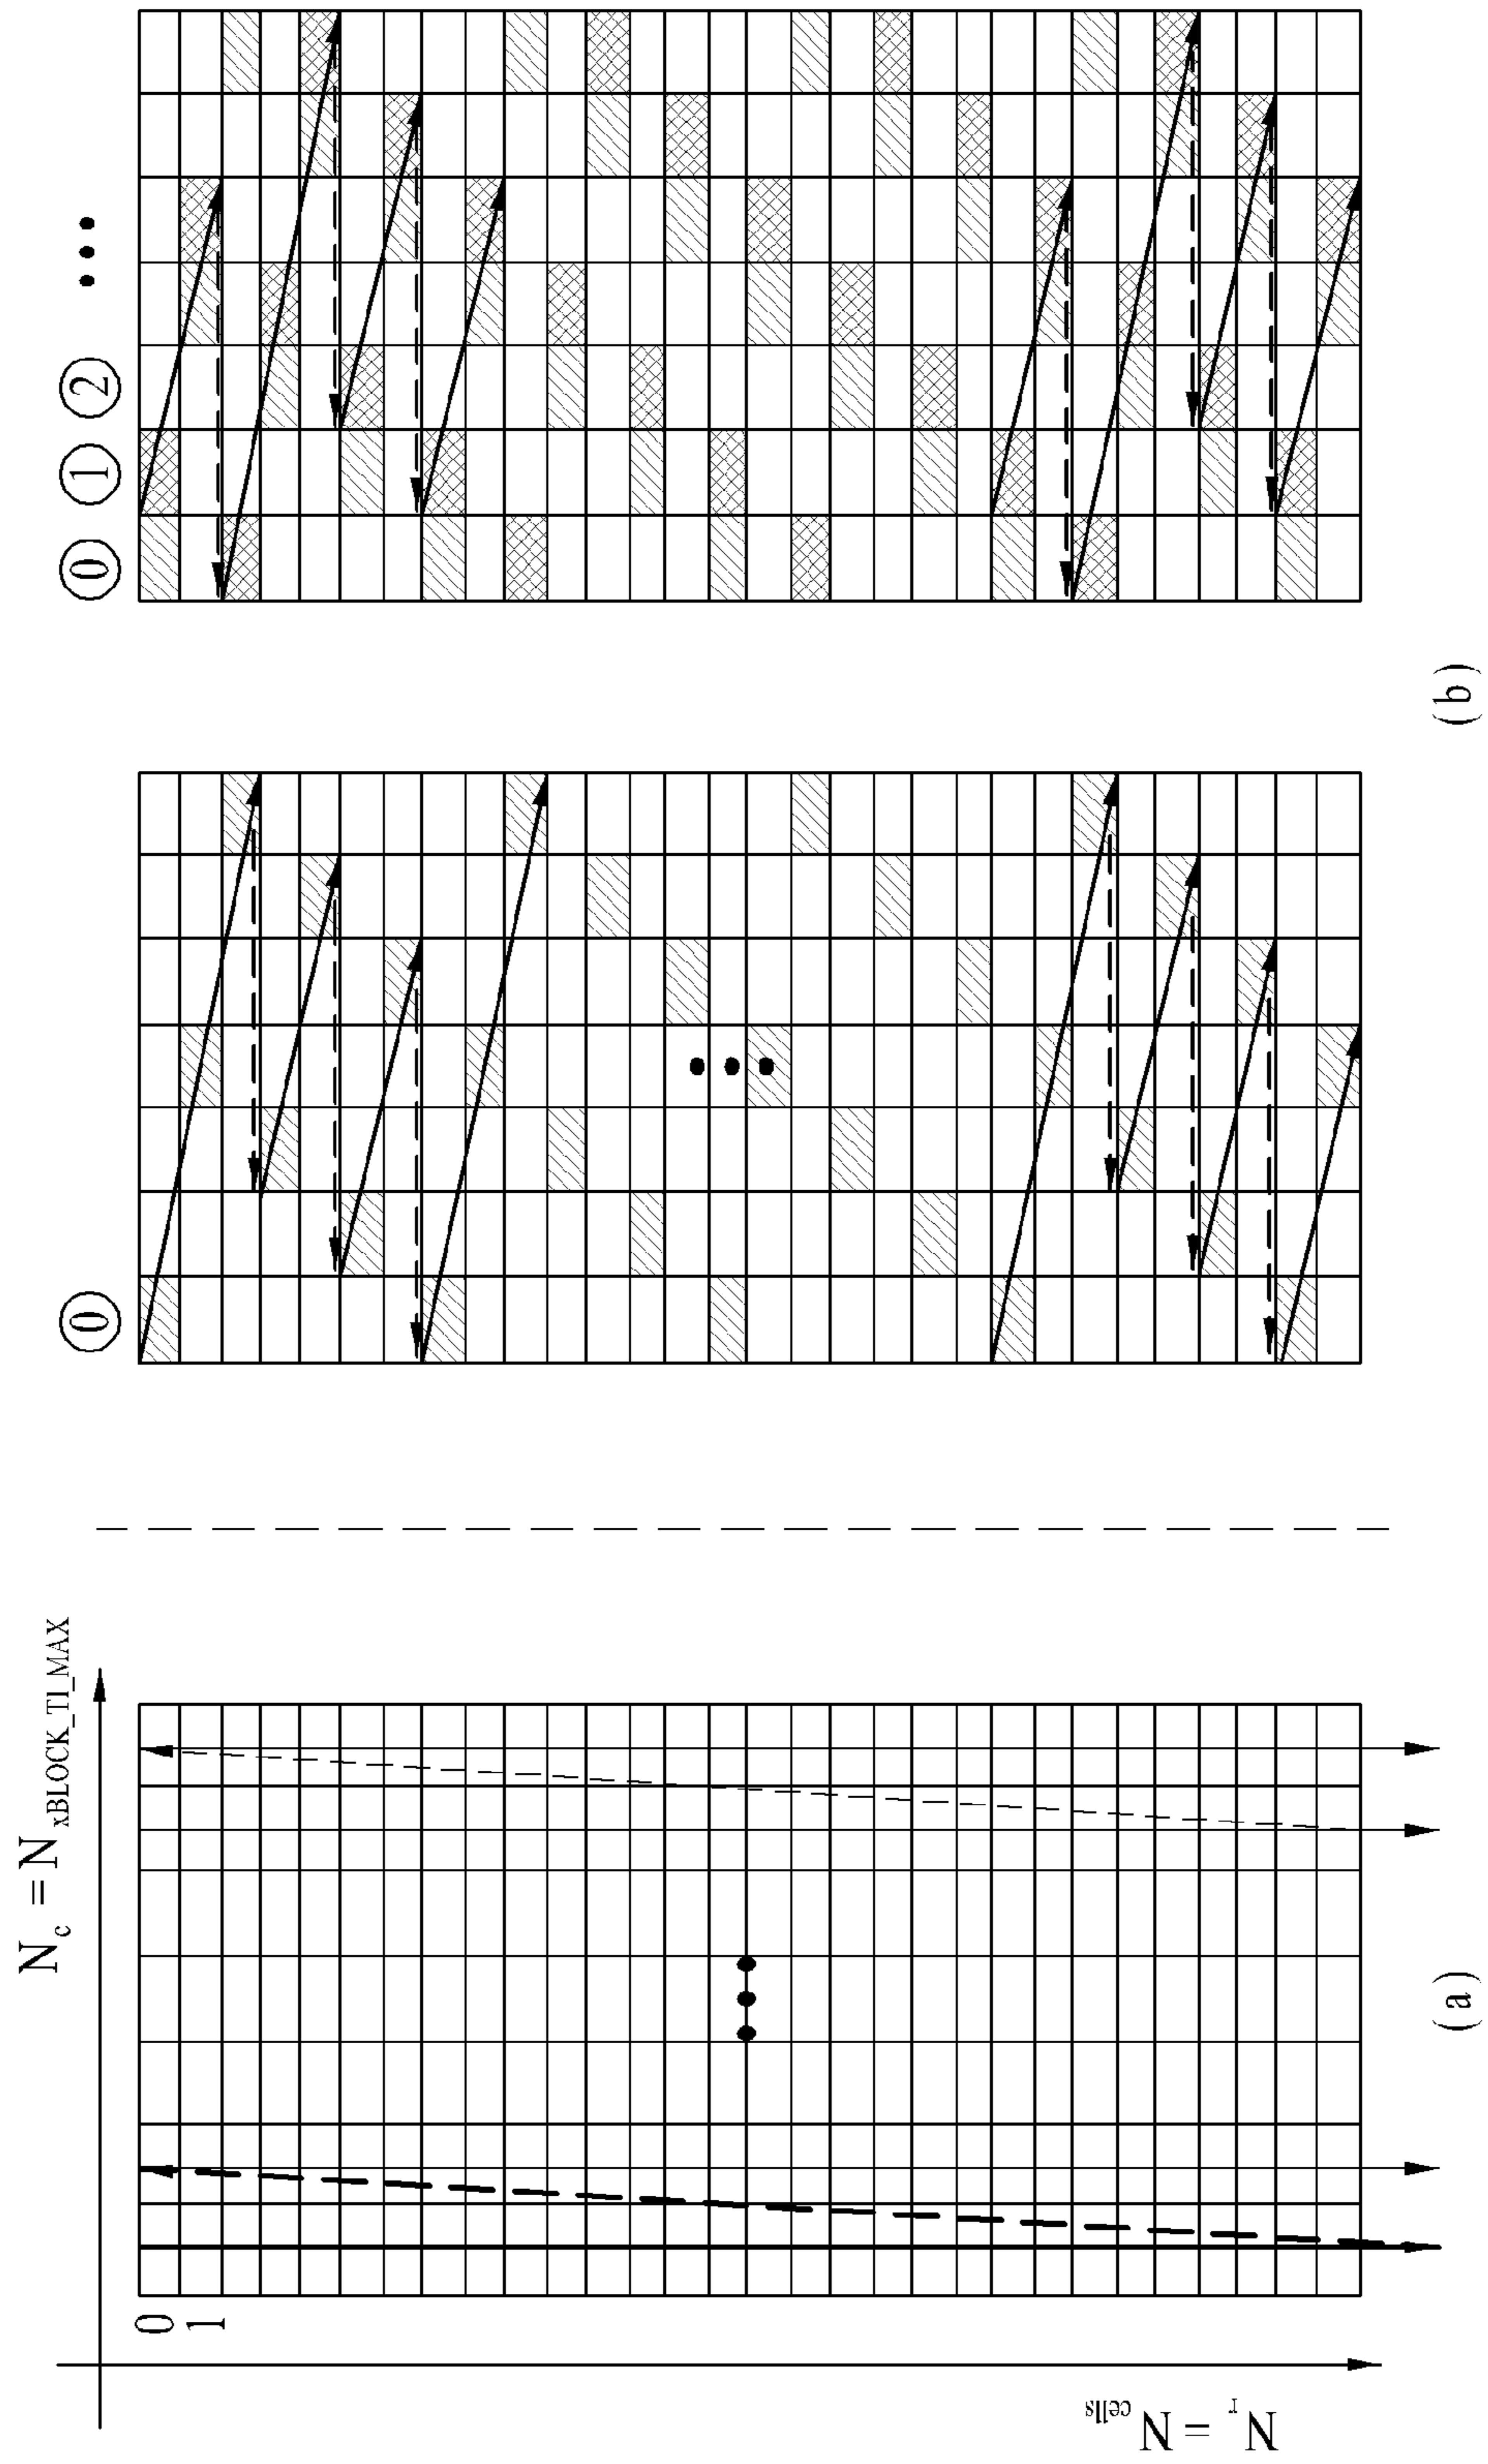 N_c = N_xBLOCK_TI_MAX
0
1
N_r = N_cells
(a)
0
0
1
2
(b)